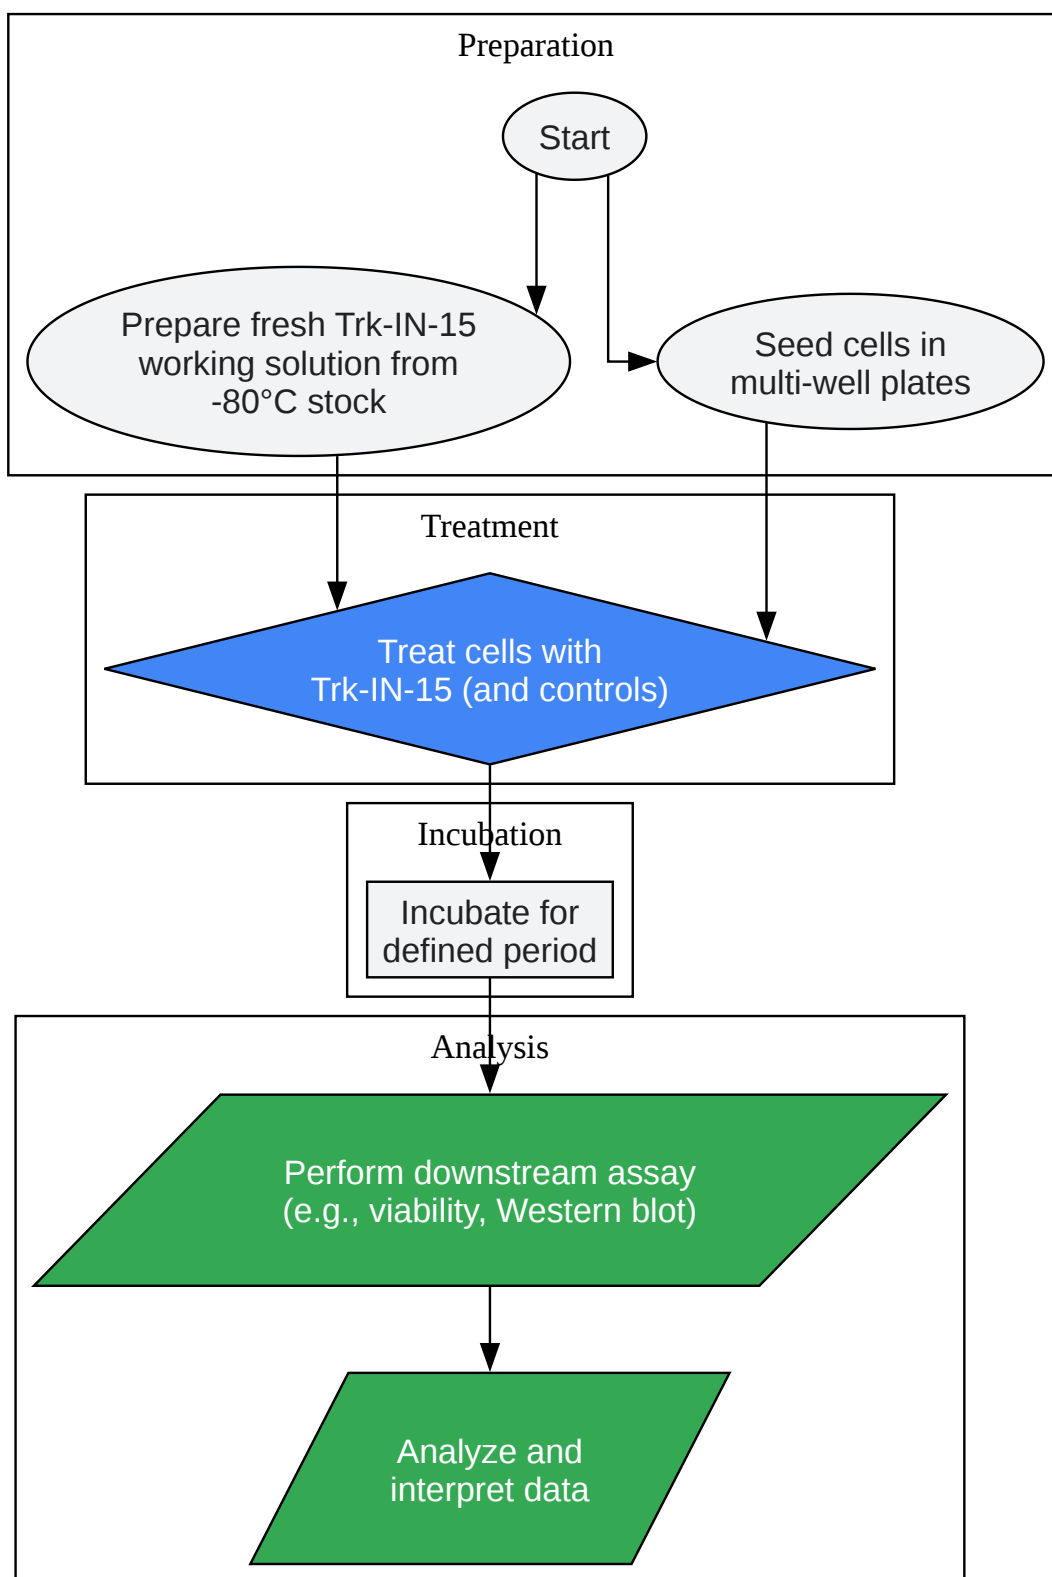 Preparation
Start
Prepare fresh Trk-IN-15
working solution from
-80°C stock
Seed cells in
multi-well plates
Treatment
Treat cells with
Trk-IN-15 (and controls)
Incubation
Incubate for
defined period
Analysis
Perform downstream assay
(e.g., viability, Western blot)
Analyze and
interpret data